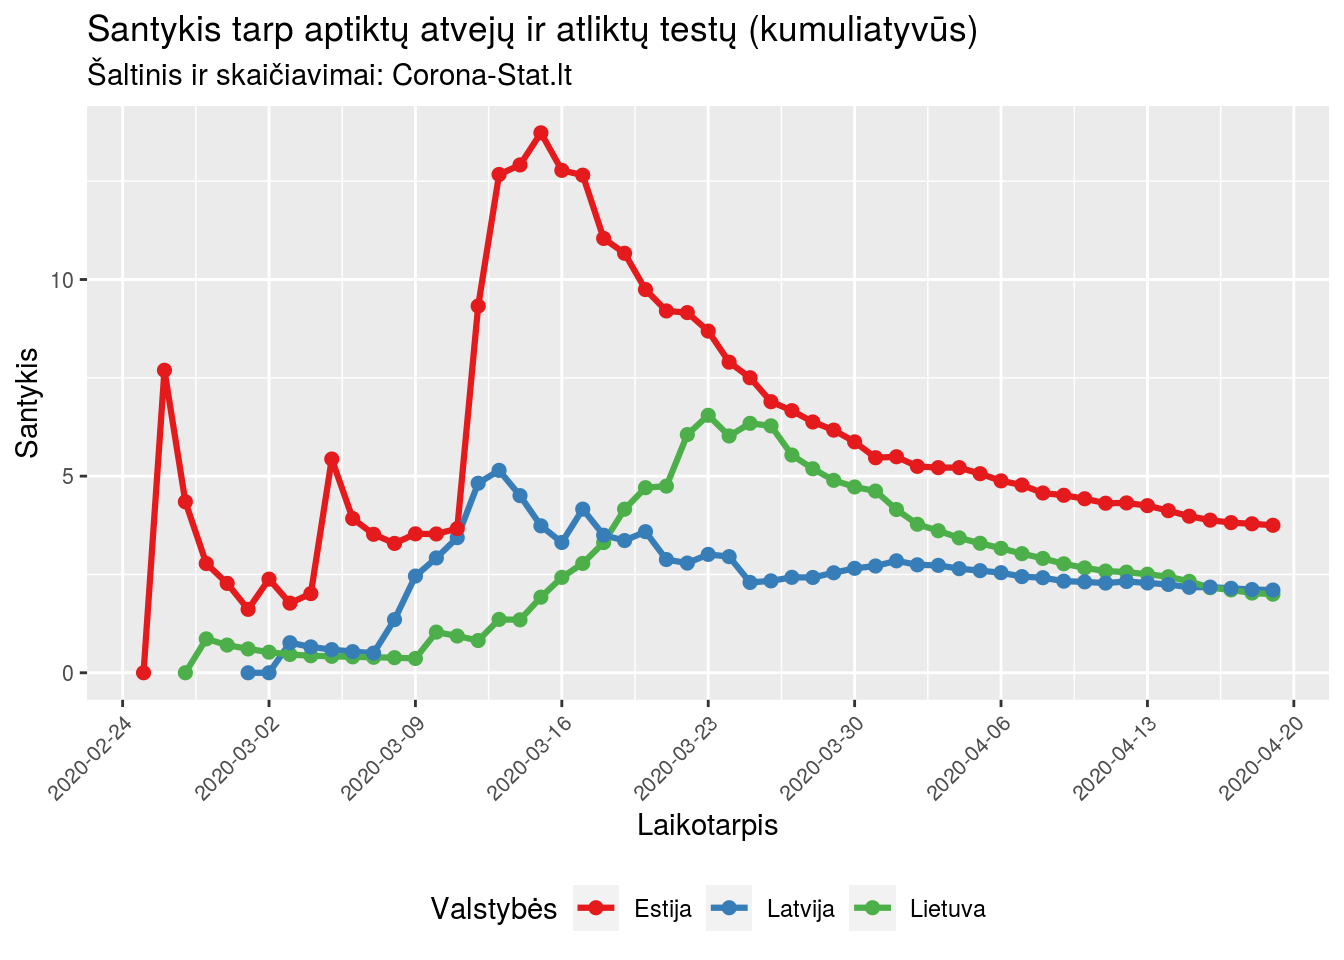 Santykis tarp aptiktų atvejų ir atliktų testų (kumuliatyvūs)
Šaltinis ir skaičiavimai: Corona-Stat.lt
Santykis
10
5
0
2020-02-24
2020-03-02
2020-03-09
2020-03-16
2020-03-23
2020-03-30
2020-04-06
2020-04-13
2020-04-20
Laikotarpis
Valstybės Estija Latvija Lietuva